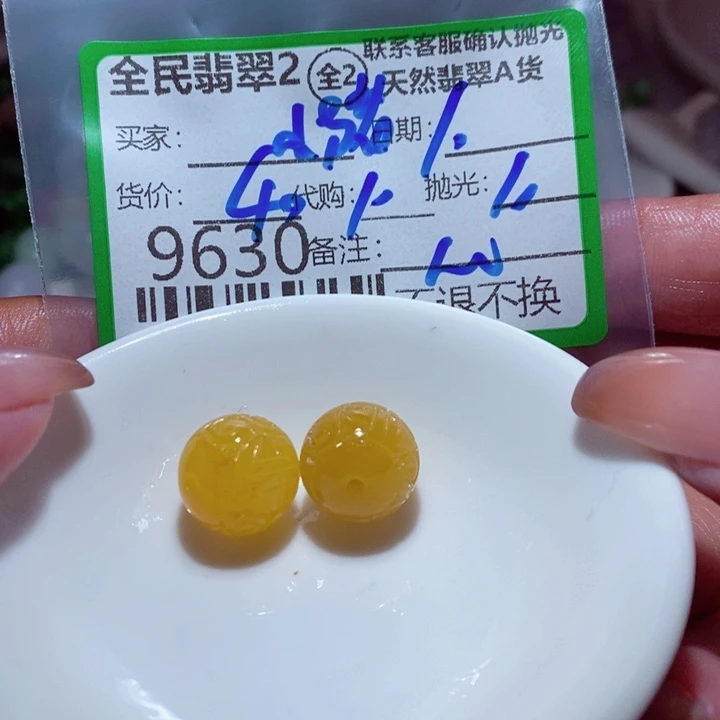 联系客服确认抛光
全民翡翠2 全2 天然翡翠A货
买家: 日期:
货价: 代购: 抛光:
9630 备注:
不退不换